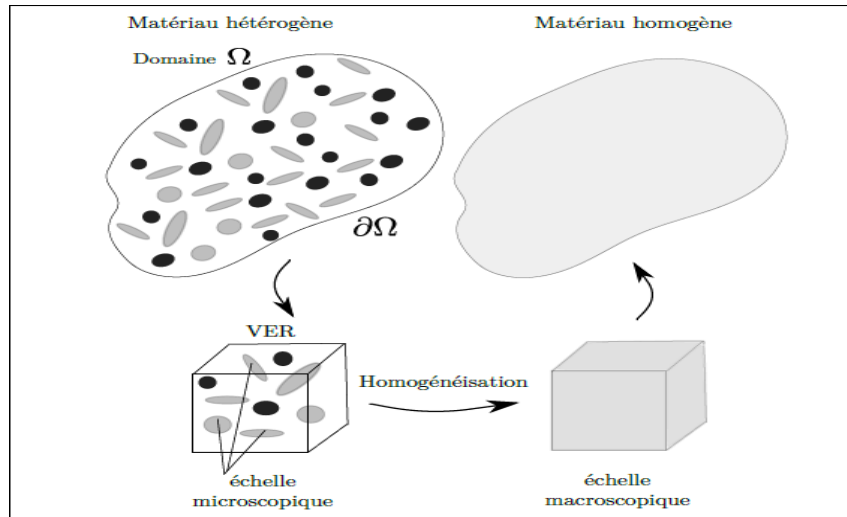 Matériau hétérogène
Matériau homogène
Domaine Ω
∂Ω
VER
Homogénéisation
échelle
microscopique
échelle
macroscopique